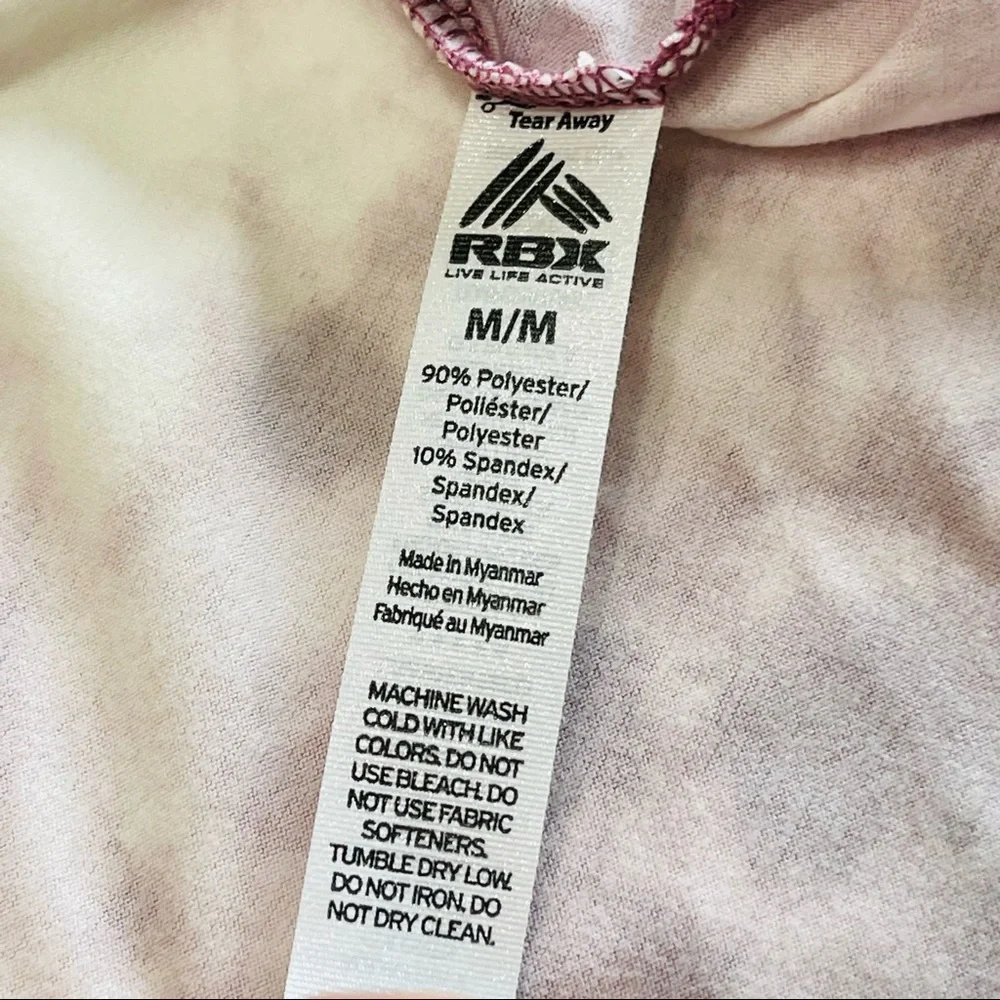 Tear Away
RBX
LIVE LIFE ACTIVE
M/M
90% Polyester/
Poliéster/
Polyester
10% Spandex/
Spandex/
Spandex
Made in Myanmar
Hecho en Myanmar
Fabriqué au Myanmar
MACHINE WASH
COLD WITH LIKE
COLORS. DO NOT
USE BLEACH. DO
NOT USE FABRIC
SOFTENERS.
TUMBLE DRY LOW.
DO NOT IRON. DO
NOT DRY CLEAN.